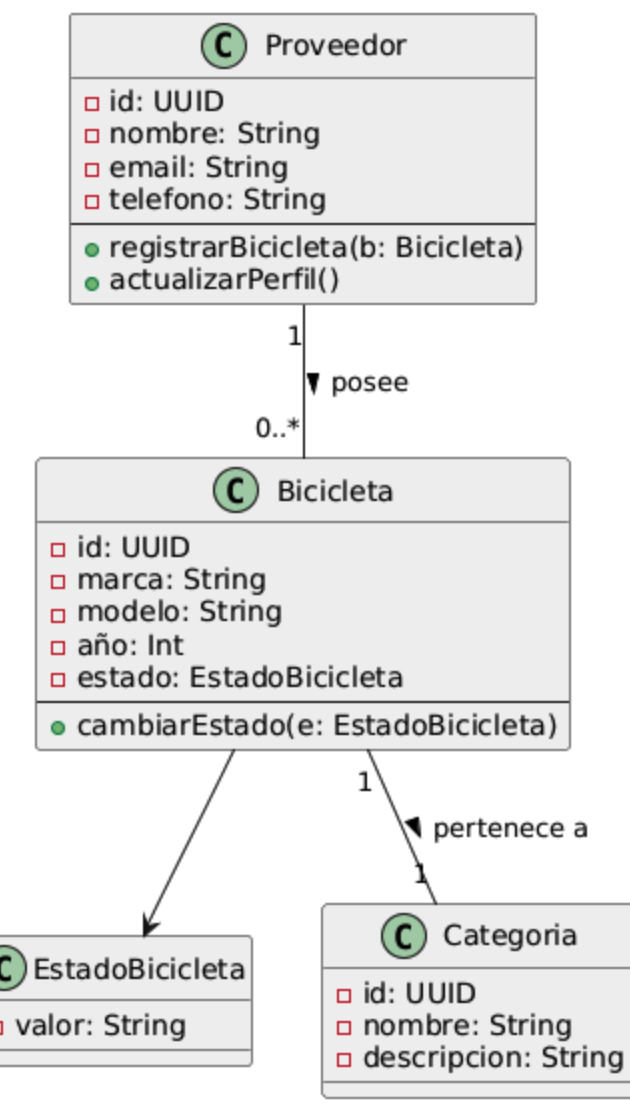 C Proveedor
id: UUID
nombre: String
email: String
telefono: String
registrarBicicleta(b: Bicicleta)
actualizarPerfil()
1
posee
0..*
C Bicicleta
id: UUID
marca: String
modelo: String
año: Int
estado: EstadoBicicleta
cambiarEstado(e: EstadoBicicleta)
1
pertenece a
1
C EstadoBicicleta
valor: String
C Categoria
id: UUID
nombre: String
descripcion: String